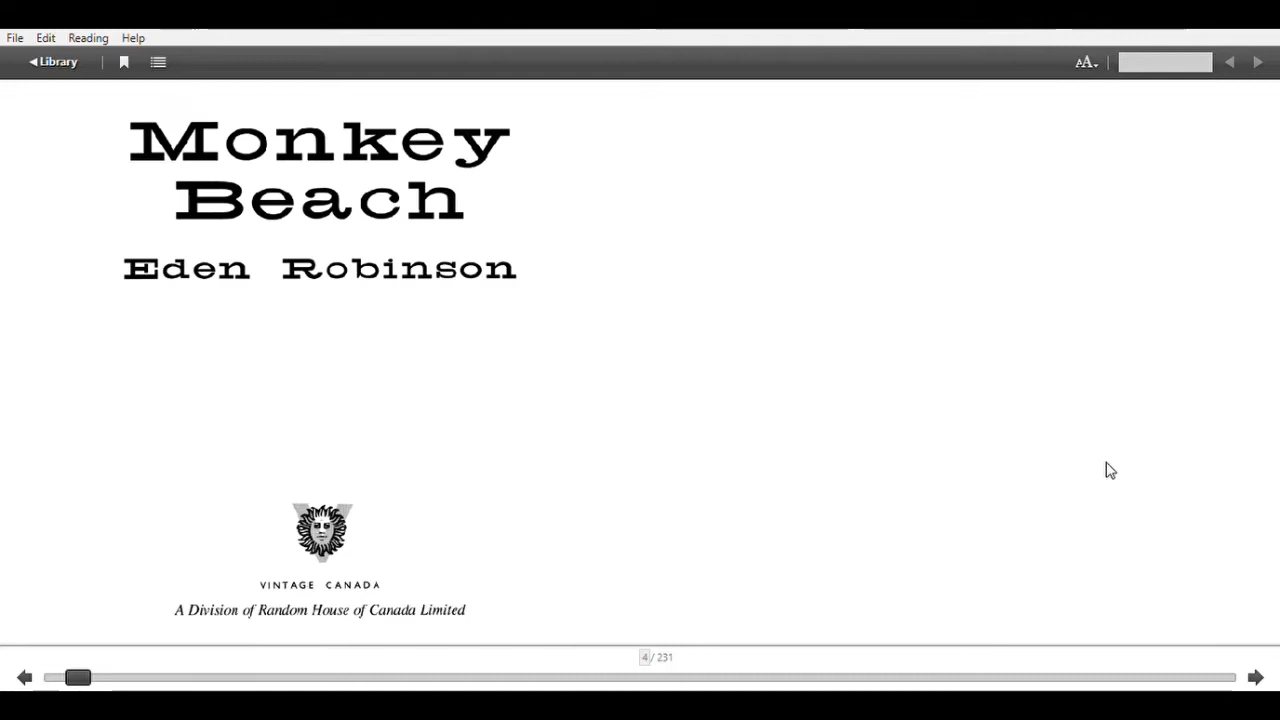 File Edit Reading Help
Library
AA
Monkey
Beach
Eden Robinson
VINTAGE CANADA
A Division of Random House of Canada Limited
4 / 231